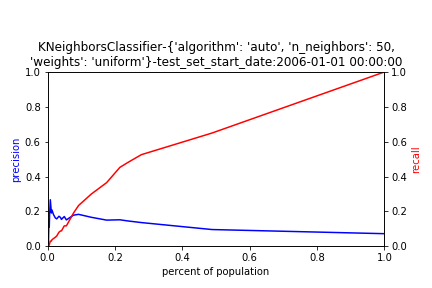 KNeighborsClassifier-{'algorithm': 'auto', 'n_neighbors': 50,
'weights': 'uniform'}-test_set_start_date:2006-01-01 00:00:00
1.0
0.8
0.6
0.4
0.2
0.0
precision
0.0 0.2 0.4 0.6 0.8 1.0
percent of population
1.0
0.8
0.6
0.4
0.2
0.0
recall